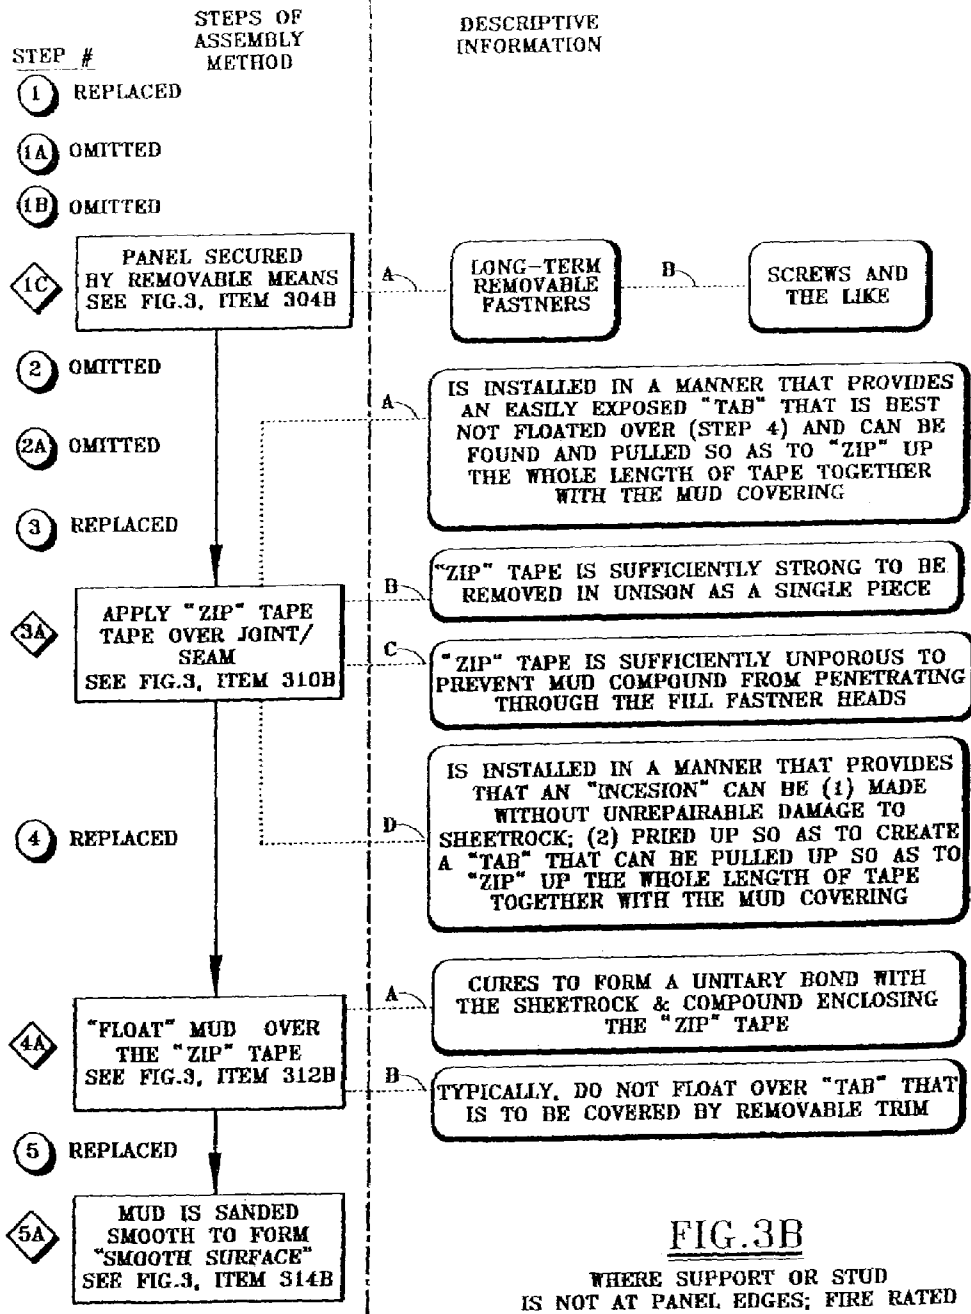 STEPS OF
ASSEMBLY
METHOD
DESCRIPTIVE
INFORMATION
STEP #
1 REPLACED
1A OMITTED
1B OMITTED
1C
PANEL SECURED
BY REMOVABLE MEANS
SEE FIG.3, ITEM 304B
A
LONG-TERM
REMOVABLE
FASTNERS
B
SCREWS AND
THE LIKE
2 OMITTED
2A OMITTED
3 REPLACED
A
IS INSTALLED IN A MANNER THAT PROVIDES
AN EASILY EXPOSED "TAB" THAT IS BEST
NOT FLOATED OVER (STEP 4) AND CAN BE
FOUND AND PULLED SO AS TO "ZIP" UP
THE WHOLE LENGTH OF TAPE TOGETHER
WITH THE MUD COVERING
3A
APPLY "ZIP" TAPE
TAPE OVER JOINT/
SEAM
SEE FIG.3, ITEM 310B
B
"ZIP" TAPE IS SUFFICIENTLY STRONG TO BE
REMOVED IN UNISON AS A SINGLE PIECE
C
"ZIP" TAPE IS SUFFICIENTLY UNPOROUS TO
PREVENT MUD COMPOUND FROM PENETRATING
THROUGH THE FILL FASTNER HEADS
4 REPLACED
D
IS INSTALLED IN A MANNER THAT PROVIDES
THAT AN "INCESION" CAN BE (1) MADE
WITHOUT UNREPAIRABLE DAMAGE TO
SHEETROCK; (2) PRIED UP SO AS TO CREATE
A "TAB" THAT CAN BE PULLED UP SO AS TO
"ZIP" UP THE WHOLE LENGTH OF TAPE
TOGETHER WITH THE MUD COVERING
4A
"FLOAT" MUD OVER
THE "ZIP" TAPE
SEE FIG.3, ITEM 312B
A
CURES TO FORM A UNITARY BOND WITH
THE SHEETROCK & COMPOUND ENCLOSING
THE "ZIP" TAPE
B
TYPICALLY, DO NOT FLOAT OVER "TAB" THAT
IS TO BE COVERED BY REMOVABLE TRIM
5 REPLACED
5A
MUD IS SANDED
SMOOTH TO FORM
"SMOOTH SURFACE"
SEE FIG.3, ITEM 314B
FIG.3B
WHERE SUPPORT OR STUD
IS NOT AT PANEL EDGES; FIRE RATED